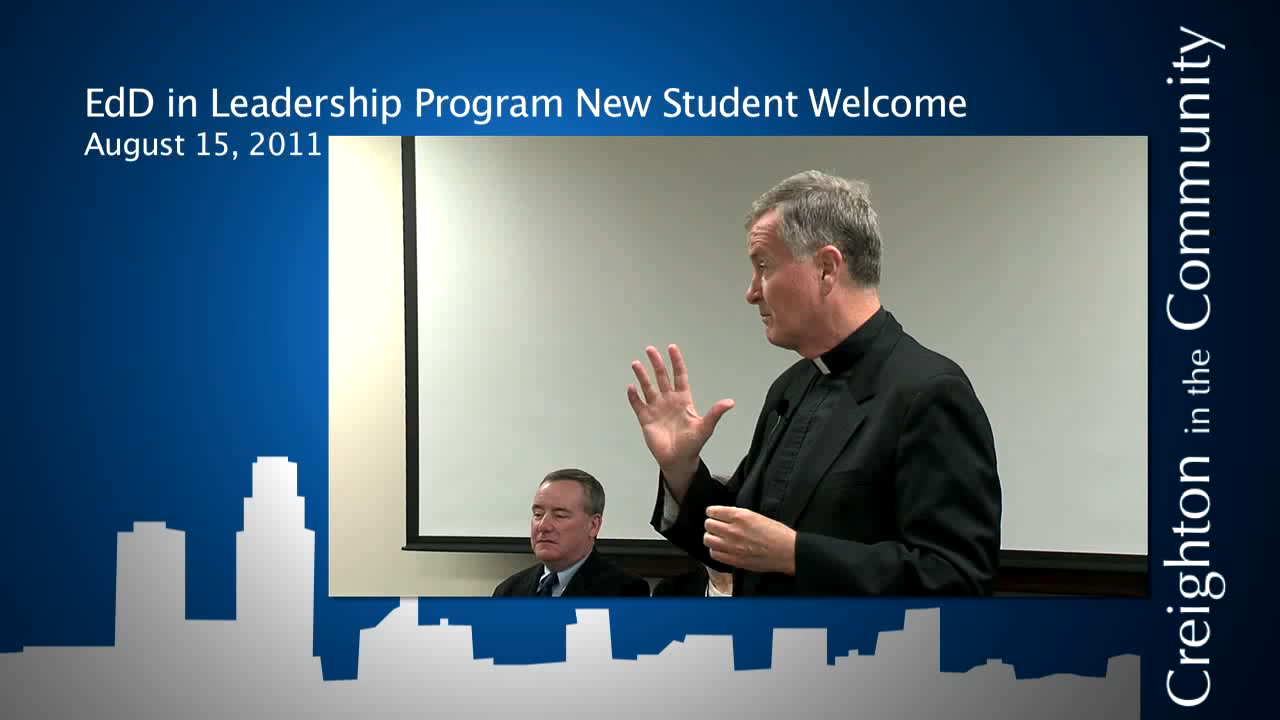 EdD in Leadership Program New Student Welcome
August 15, 2011
Creighton in the Community